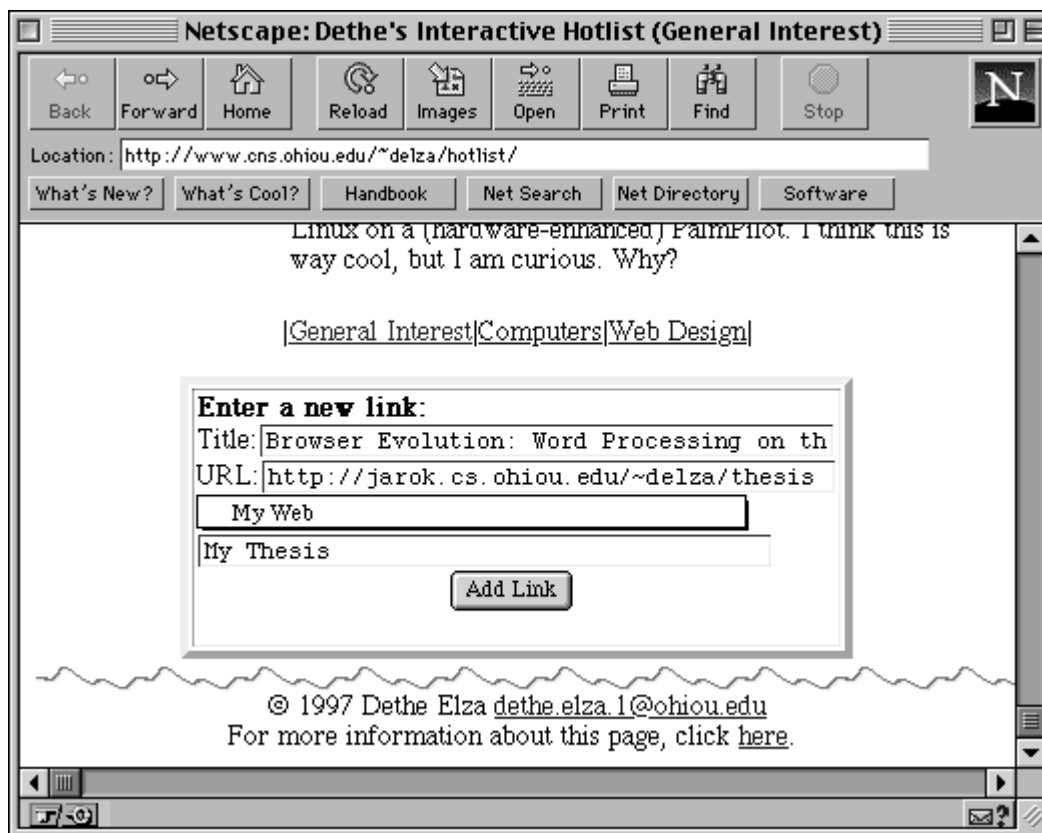 Netscape: Dethe's Interactive Hotlist (General Interest)
Back Forward Home Reload Images Open Print Find Stop N
Location: http://www.cns.ohiou.edu/~delza/hotlist/
What's New? What's Cool? Handbook Net Search Net Directory Software
Linux on a (hardware-enhanced) PalmPilot. I think this is
way cool, but I am curious. Why?
|General Interest|Computers|Web Design|
Enter a new link:
Title: Browser Evolution: Word Processing on th
URL: http://jarok.cs.ohiou.edu/~delza/thesis
My Web
My Thesis
Add Link
© 1997 Dethe Elza dethe.elza.1@ohiou.edu
For more information about this page, click here.
?